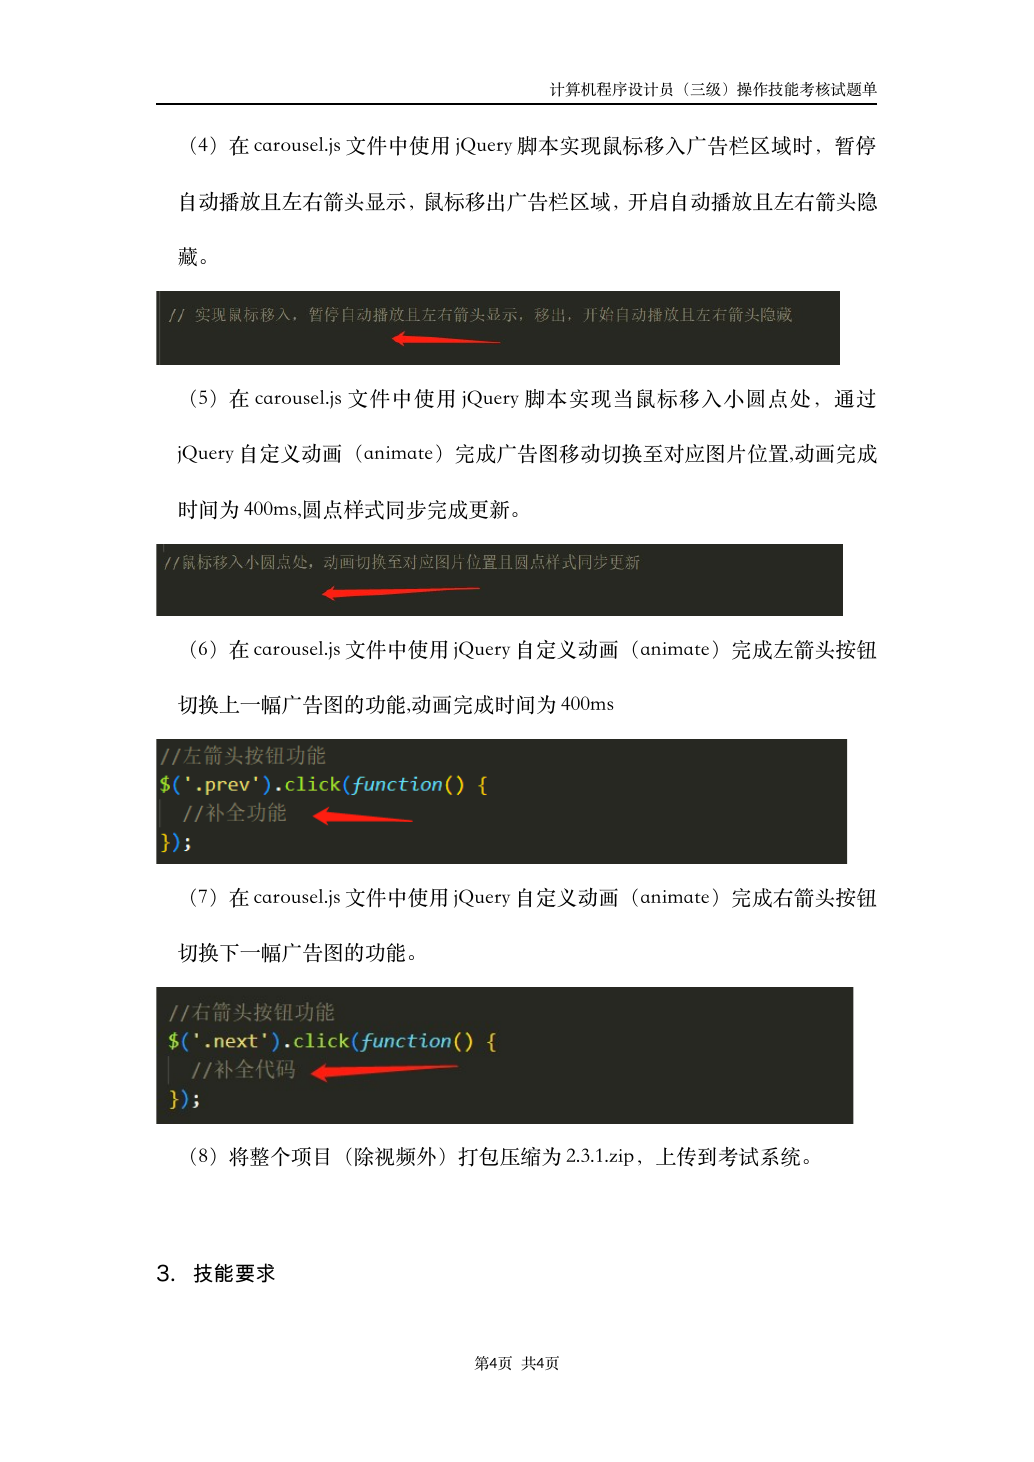 计算机程序设计员（三级）操作技能考核试题单
（4）在 carousel.js 文件中使用 jQuery 脚本实现鼠标移入广告栏区域时，暂停
自动播放且左右箭头显示，鼠标移出广告栏区域，开启自动播放且左右箭头隐
藏。
// 实现鼠标移入，暂停自动播放且左右箭头显示，移出，开始自动播放且左右箭头隐藏
（5）在 carousel.js 文件中使用 jQuery 脚本实现当鼠标移入小圆点处，通过
jQuery 自定义动画（animate）完成广告图移动切换至对应图片位置,动画完成
时间为 400ms,圆点样式同步完成更新。
//鼠标移入小圆点处，动画切换至对应图片位置且圆点样式同步更新
（6）在 carousel.js 文件中使用 jQuery 自定义动画（animate）完成左箭头按钮
切换上一幅广告图的功能,动画完成时间为 400ms
//左箭头按钮功能
$('.prev').click(function() {
//补全功能
});
（7）在 carousel.js 文件中使用 jQuery 自定义动画（animate）完成右箭头按钮
切换下一幅广告图的功能。
//右箭头按钮功能
$('.next').click(function() {
//补全代码
});
（8）将整个项目（除视频外）打包压缩为 2.3.1.zip，上传到考试系统。
3. 技能要求
第4页 共4页